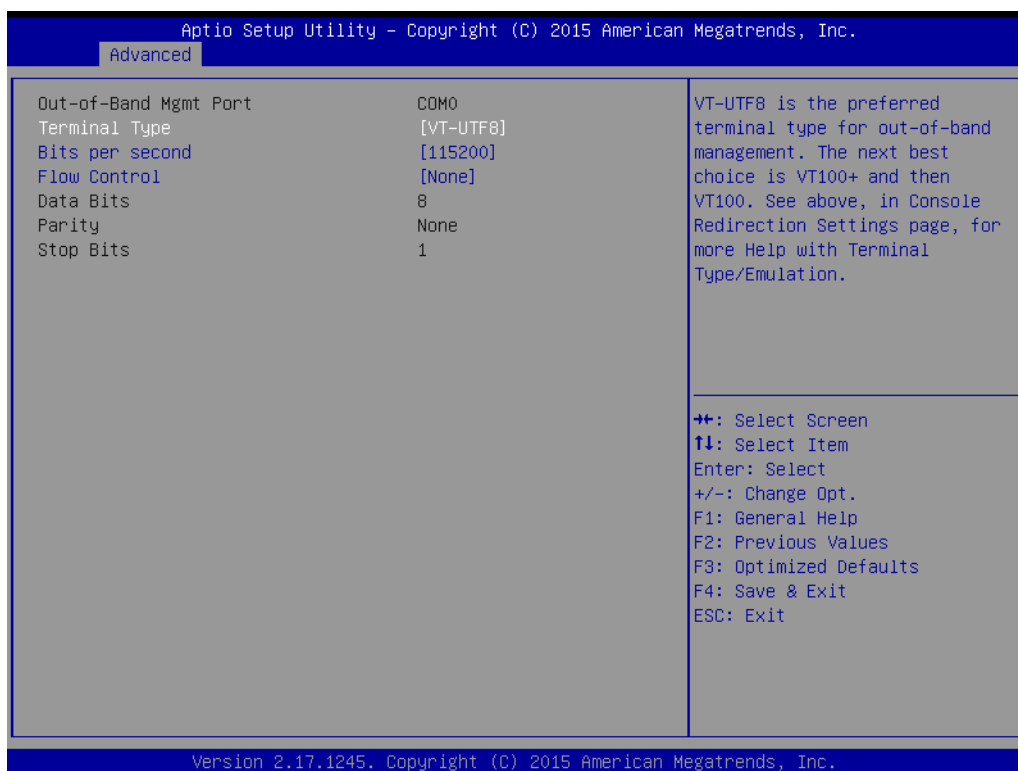 Aptio Setup Utility – Copyright (C) 2015 American Megatrends, Inc.
Advanced
Out-of-Band Mgmt Port COM0
Terminal Type [VT-UTF8]
Bits per second [115200]
Flow Control [None]
Data Bits 8
Parity None
Stop Bits 1
VT-UTF8 is the preferred
terminal type for out-of-band
management. The next best
choice is VT100+ and then
VT100. See above, in Console
Redirection Settings page, for
more Help with Terminal
Type/Emulation.
→←: Select Screen
↑↓: Select Item
Enter: Select
+/-: Change Opt.
F1: General Help
F2: Previous Values
F3: Optimized Defaults
F4: Save & Exit
ESC: Exit
Version 2.17.1245. Copyright (C) 2015 American Megatrends, Inc.